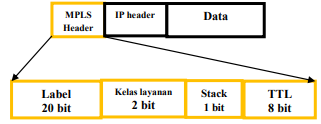 MPLS Header
IP header
Data
Label
20 bit
Kelas layanan
2 bit
Stack
1 bit
TTL
8 bit